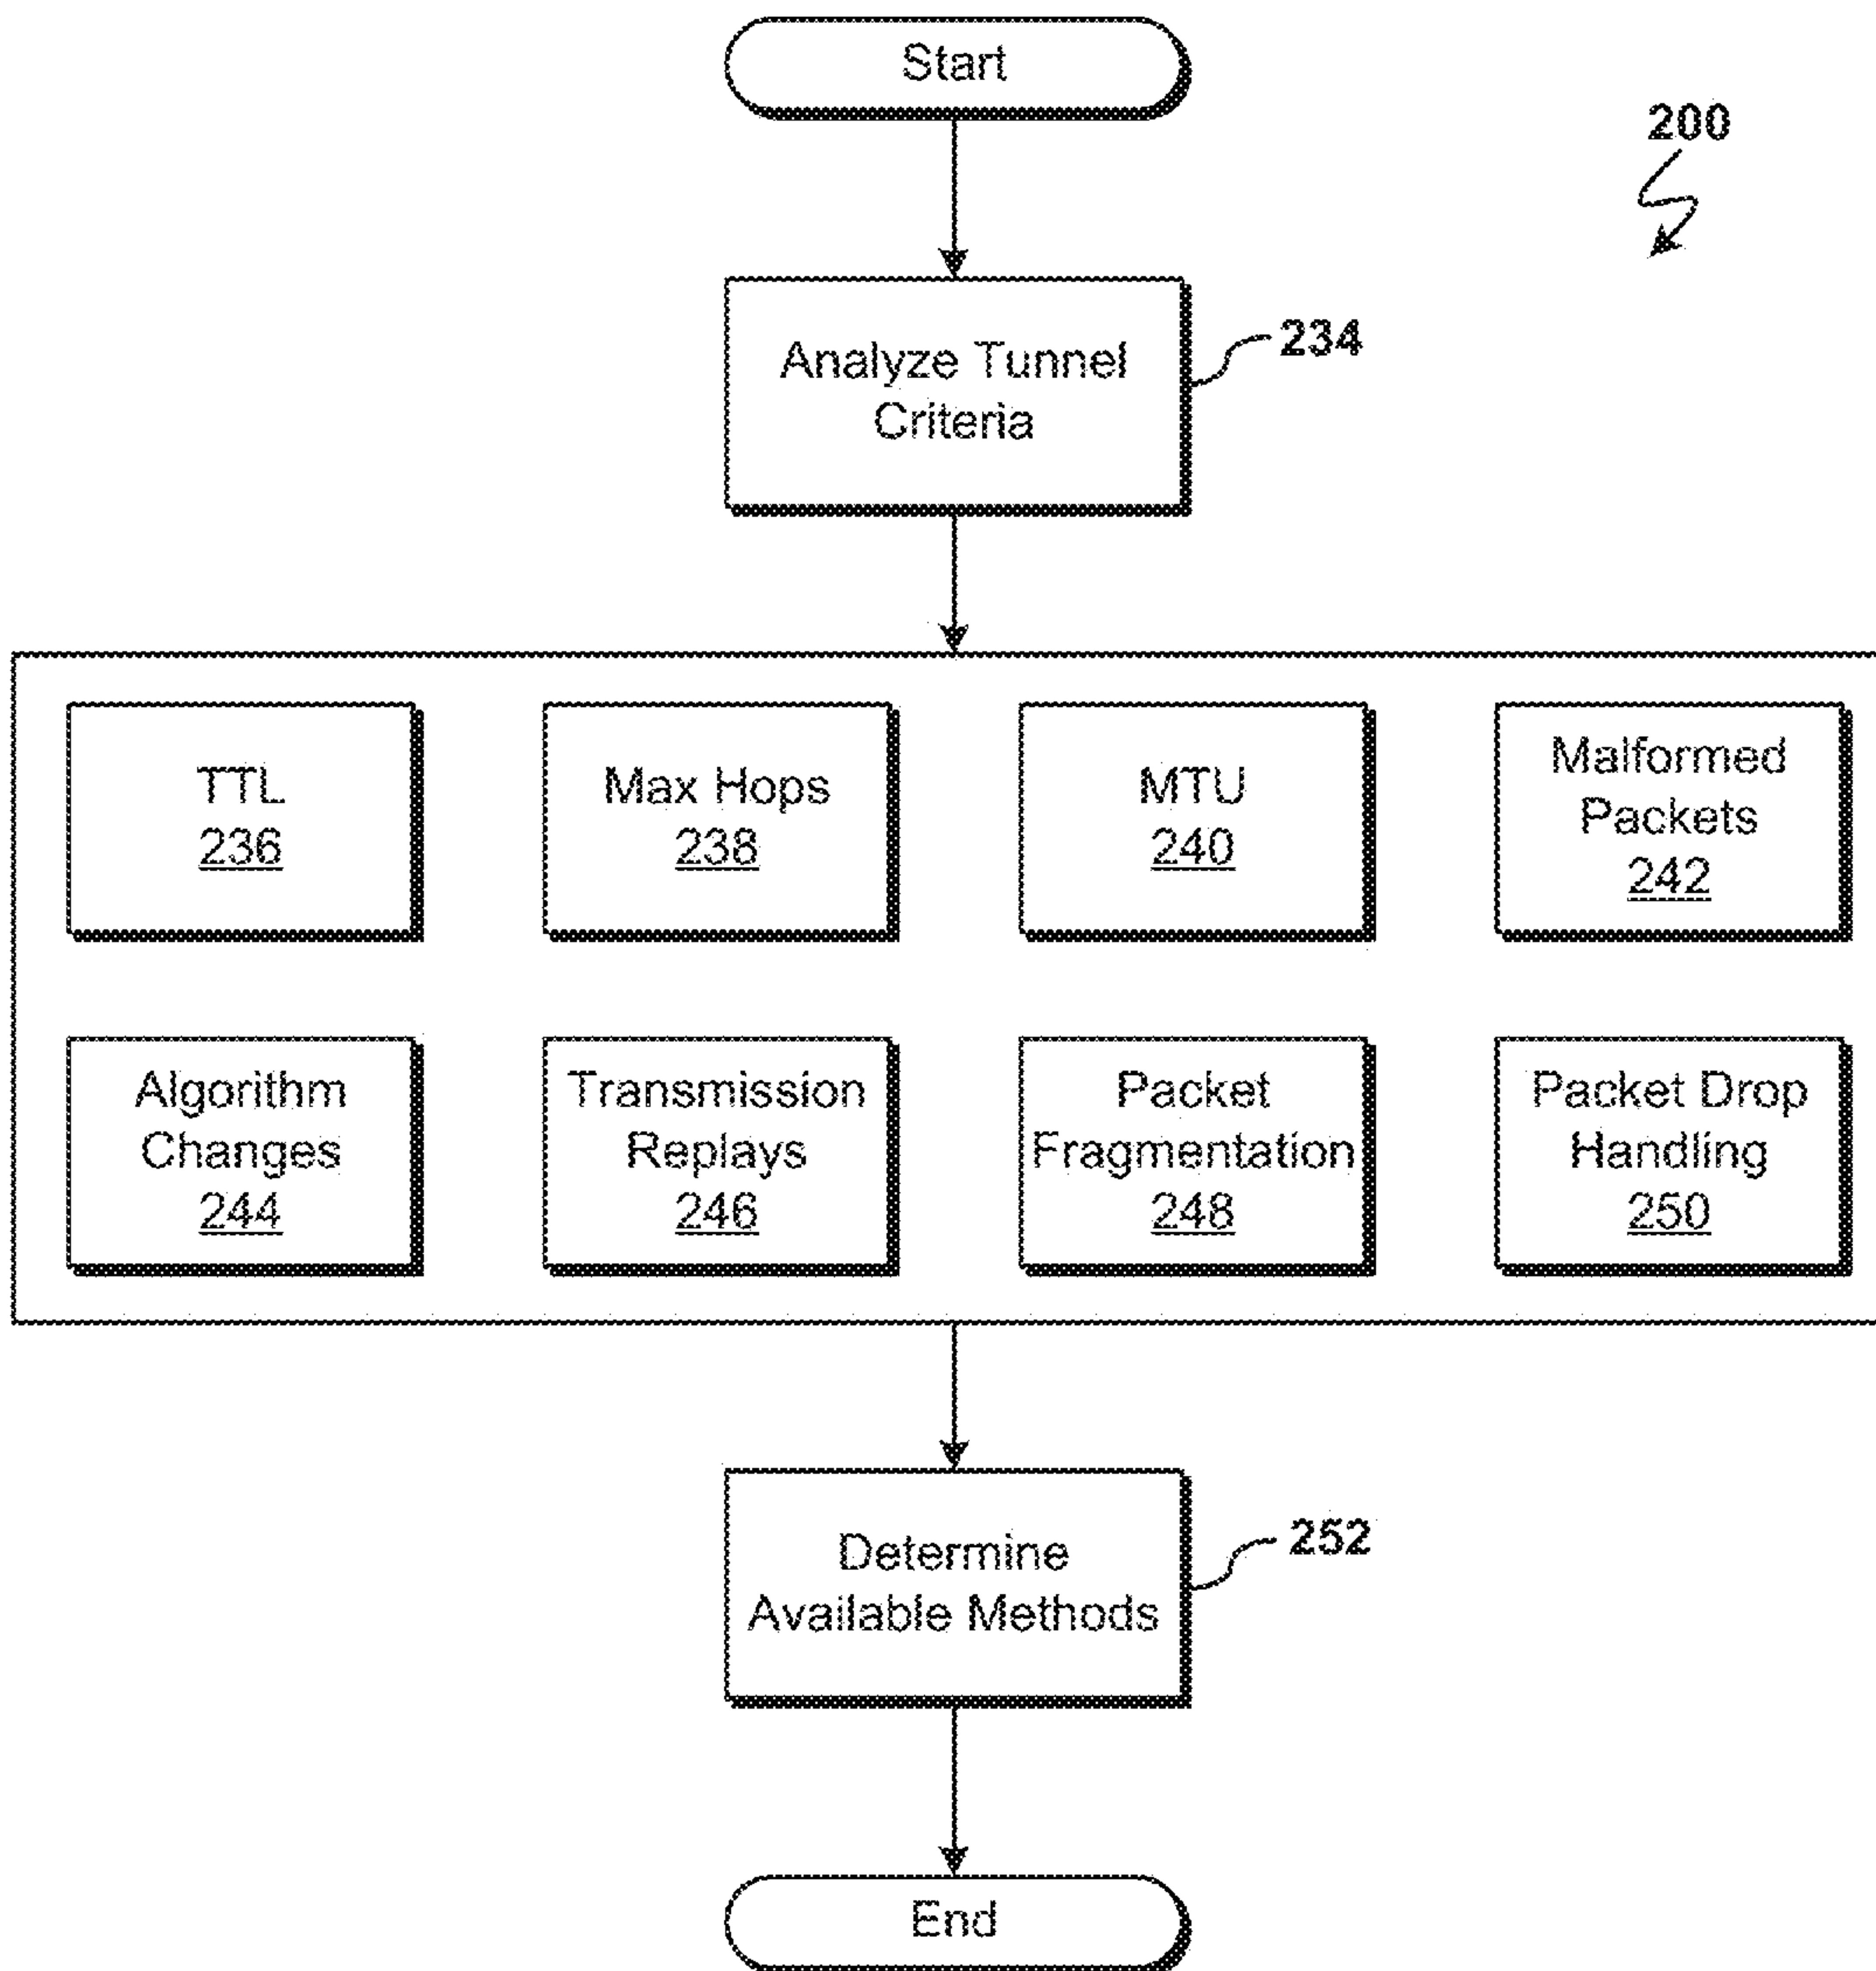 Start
200
Analyze Tunnel
Criteria
234
TTL
236
Max Hops
238
MTU
240
Malformed
Packets
242
Algorithm
Changes
244
Transmission
Replays
246
Packet
Fragmentation
248
Packet Drop
Handling
250
Determine
Available Methods
252
End